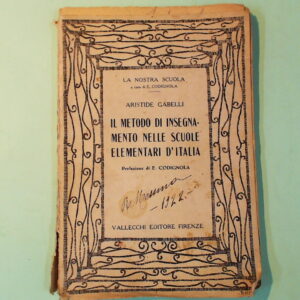 LA NOSTRA SCUOLA
a cura di E. CODIGNOLA
ARISTIDE GABELLI
IL METODO DI INSEGNA-
MENTO NELLE SCUOLE
ELEMENTARI D'ITALIA
Prefazione di E. CODIGNOLA
1922
VALLECCHI EDITORE FIRENZE